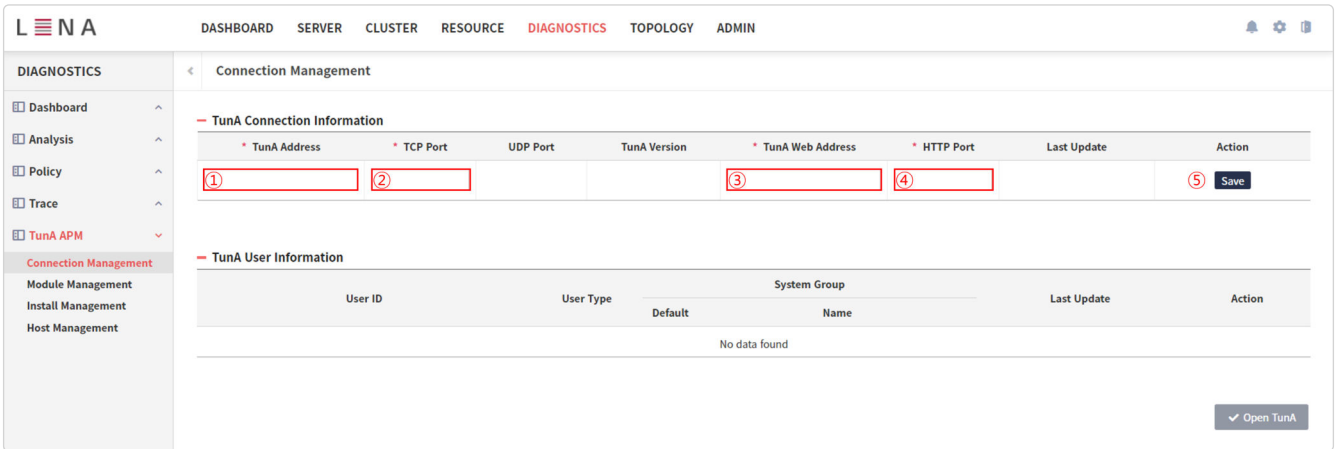 LENA
DASHBOARD SERVER CLUSTER RESOURCE DIAGNOSTICS TOPOLOGY ADMIN
DIAGNOSTICS
Connection Management
Dashboard
Analysis
Policy
Trace
TunA APM
Connection Management
Module Management
Install Management
Host Management
TunA Connection Information
* TunA Address * TCP Port UDP Port TunA Version * TunA Web Address * HTTP Port Last Update Action
① ② ③ ④ ⑤ Save
TunA User Information
User ID User Type System Group Last Update Action
Default Name
No data found
Open TunA